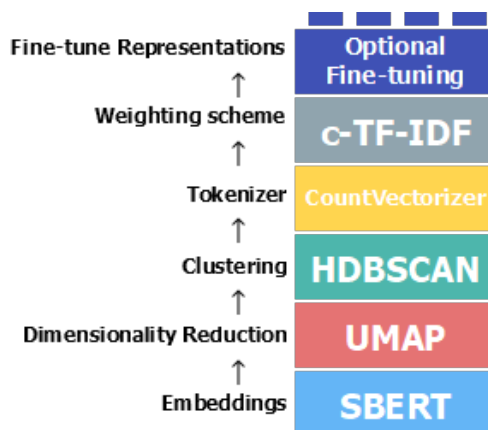 Fine-tune Representations
Optional
Fine-tuning
↑
Weighting scheme
c-TF-IDF
↑
Tokenizer
CountVectorizer
↑
Clustering
HDBSCAN
↑
Dimensionality Reduction
UMAP
↑
Embeddings
SBERT